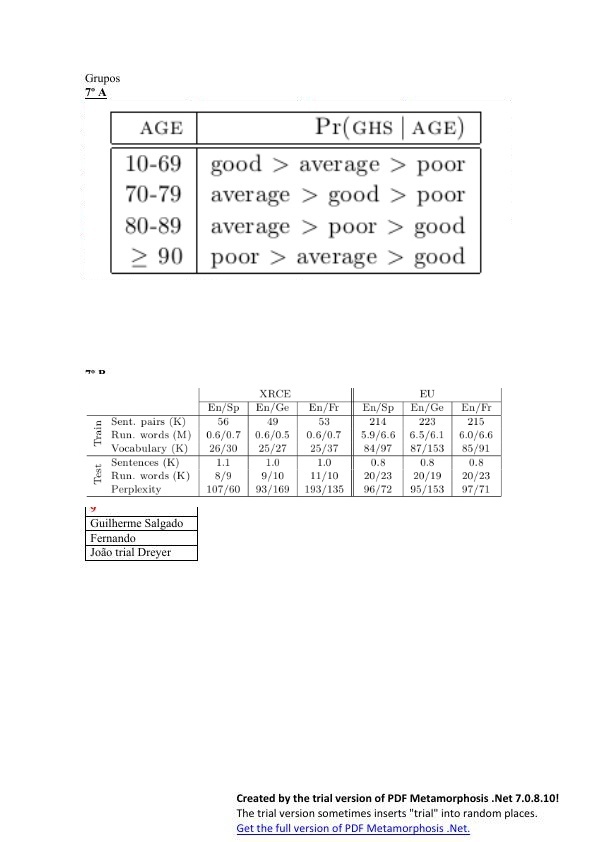 Grupos
7º A
AGE Pr(GHS | AGE)
10-69 good > average > poor
70-79 average > good > poor
80-89 average > poor > good
≥ 90 poor > average > good
XRCE EU
En/Sp En/Ge En/Fr En/Sp En/Ge En/Fr
Train
Sent. pairs (K) 56 49 53 214 223 215
Run. words (M) 0.6/0.7 0.6/0.5 0.6/0.7 5.9/6.6 6.5/6.1 6.0/6.6
Vocabulary (K) 26/30 25/27 25/37 84/97 87/153 85/91
Test
Sentences (K) 1.1 1.0 1.0 0.8 0.8 0.8
Run. words (K) 8/9 9/10 11/10 20/23 20/19 20/23
Perplexity 107/60 93/169 193/135 96/72 95/153 97/71
Guilherme Salgado
Fernando
João trial Dreyer
Created by the trial version of PDF Metamorphosis .Net 7.0.8.10!
The trial version sometimes inserts "trial" into random places.
Get the full version of PDF Metamorphosis .Net.